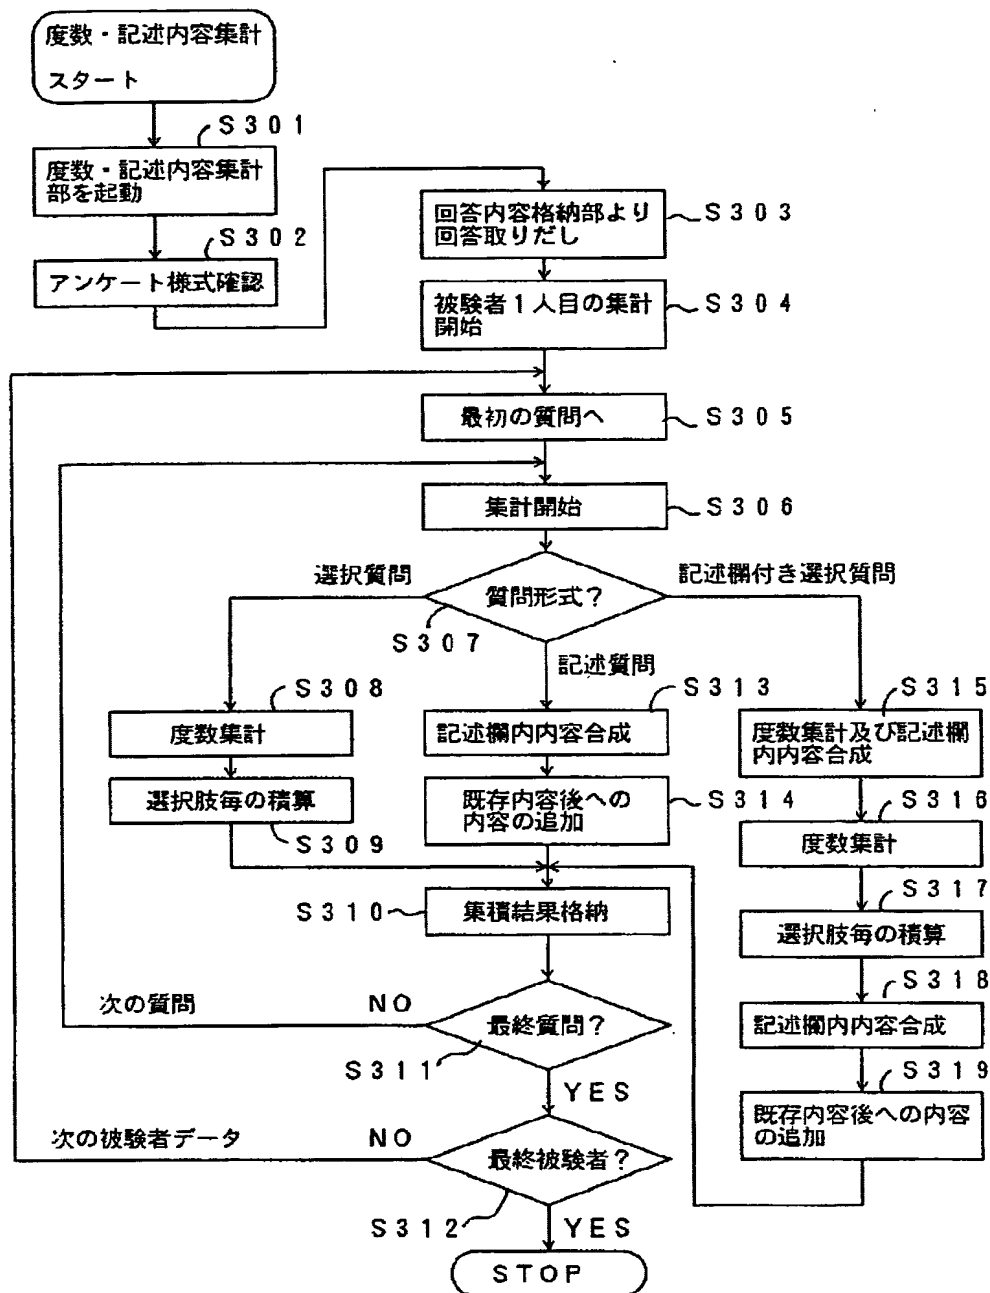 度数・記述内容集計
スタート
S301
度数・記述内容集計
部を起動
S302
アンケート様式確認
回答内容格納部より
回答取りだし
S303
被験者1人目の集計
開始
S304
最初の質問へ
S305
集計開始
S306
選択質問
質問形式?
記述欄付き選択質問
S307
記述質問
S308
度数集計
選択肢毎の積算
S309
S313
記述欄内内容合成
既存内容後への
内容の追加
S314
S315
度数集計及び記述欄
内内容合成
S316
度数集計
S317
選択肢毎の積算
S318
記述欄内内容合成
S319
既存内容後への内容
の追加
S310
集積結果格納
次の質問
NO
最終質問?
S311
YES
次の被験者データ
NO
最終被験者?
S312
YES
STOP